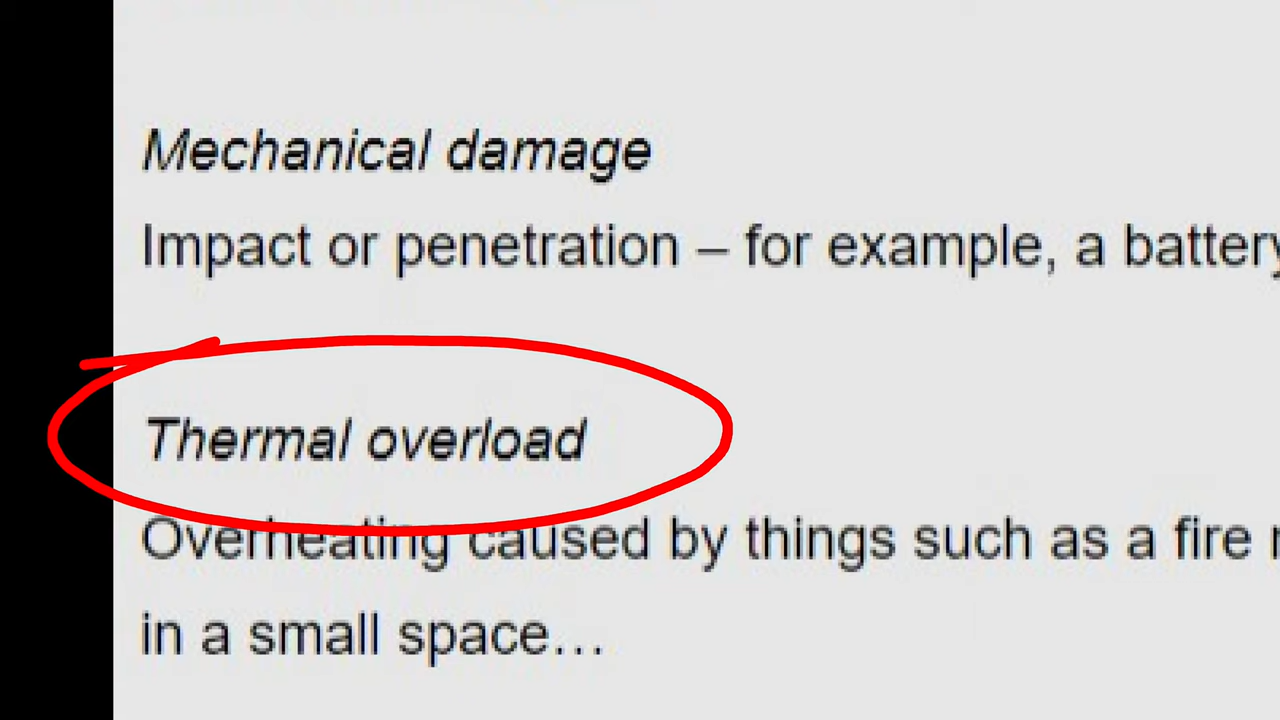 Mechanical damage
Impact or penetration – for example, a battery
Thermal overload
Overheating caused by things such as a fire
in a small space…